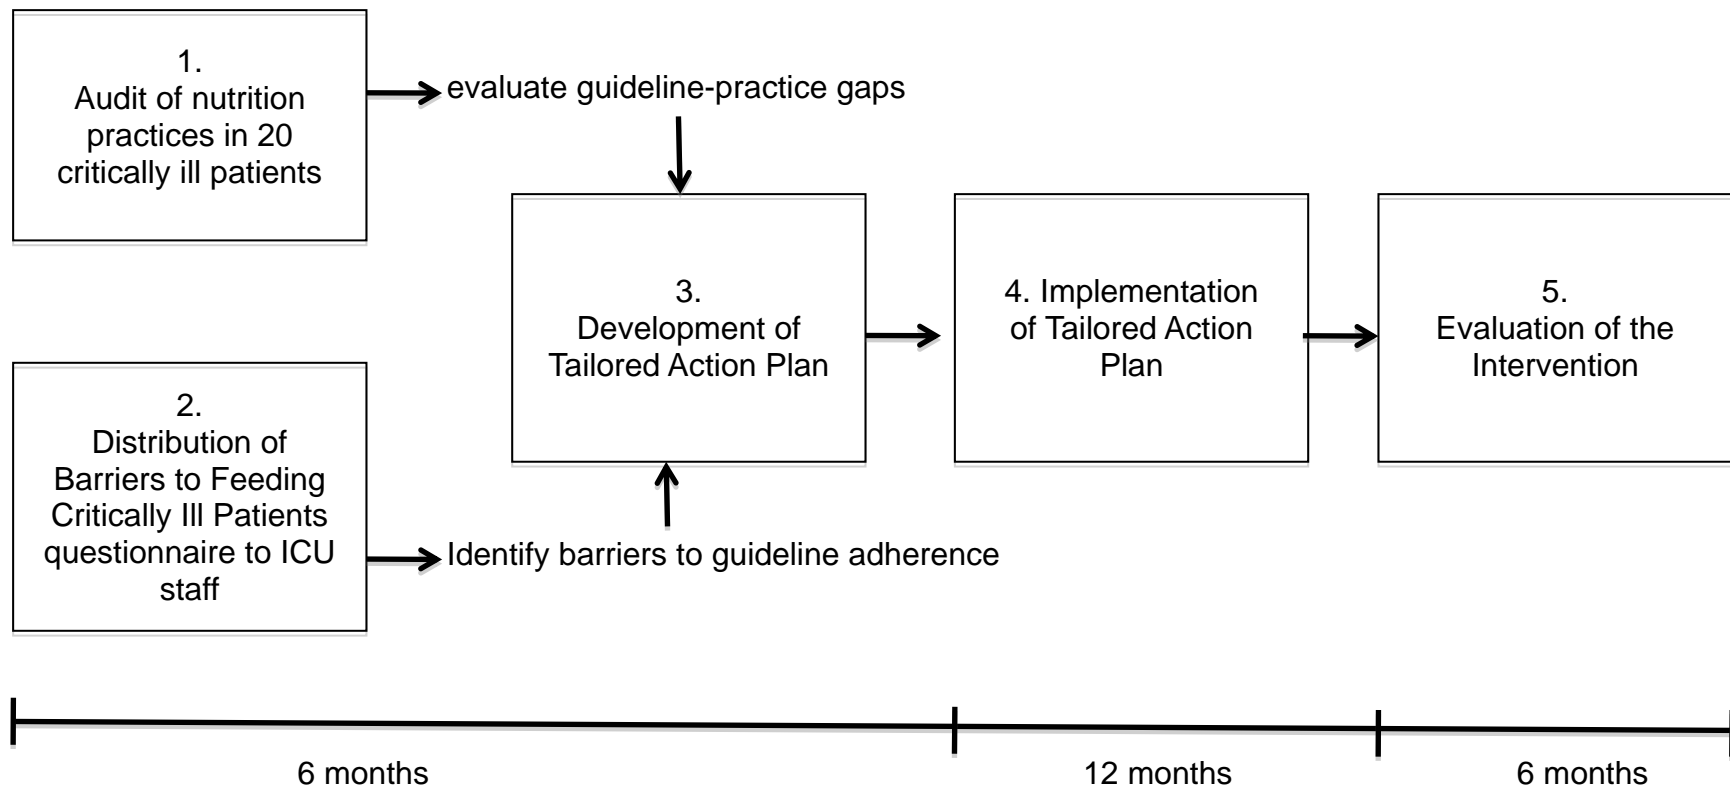 1.
Audit of nutrition
practices in 20
critically ill patients
evaluate guideline-practice gaps
2.
Distribution of
Barriers to Feeding
Critically Ill Patients
questionnaire to ICU
staff
Identify barriers to guideline adherence
3.
Development of
Tailored Action Plan
4. Implementation
of Tailored Action
Plan
5.
Evaluation of the
Intervention
6 months
12 months
6 months